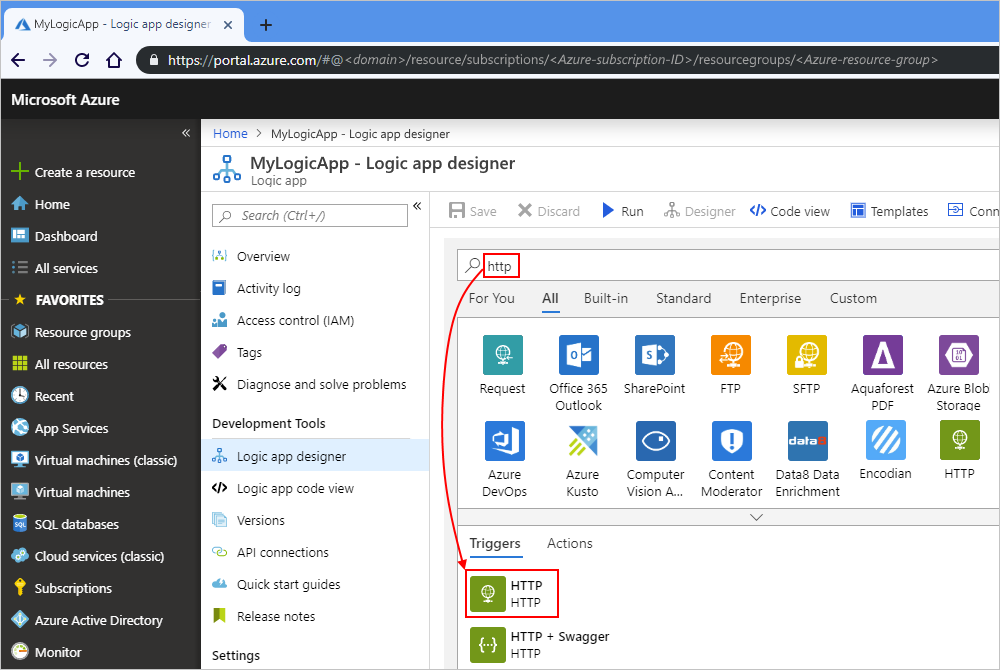 MyLogicApp - Logic app designer
https://portal.azure.com/#@<domain>/resource/subscriptions/<Azure-subscription-ID>/resourcegroups/<Azure-resource-group>
Microsoft Azure
Create a resource
Home
Dashboard
All services
FAVORITES
Resource groups
All resources
Recent
App Services
Virtual machines (classic)
Virtual machines
SQL databases
Cloud services (classic)
Subscriptions
Azure Active Directory
Monitor
Home > MyLogicApp - Logic app designer
MyLogicApp - Logic app designer
Logic app
Search (Ctrl+/)
Overview
Activity log
Access control (IAM)
Tags
Diagnose and solve problems
Development Tools
Logic app designer
Logic app code view
Versions
API connections
Quick start guides
Release notes
Settings
Save Discard Run Designer Code view Templates Conn
http
For You All Built-in Standard Enterprise Custom
Request
Office 365
Outlook
SharePoint
FTP
SFTP
Aquaforest
PDF
Azure Blob
Storage
Azure
DevOps
Azure
Kusto
Computer
Vision A...
Content
Moderator
data8
Data8 Data
Enrichment
Encodian
HTTP
Triggers Actions
HTTP
HTTP
HTTP + Swagger
HTTP